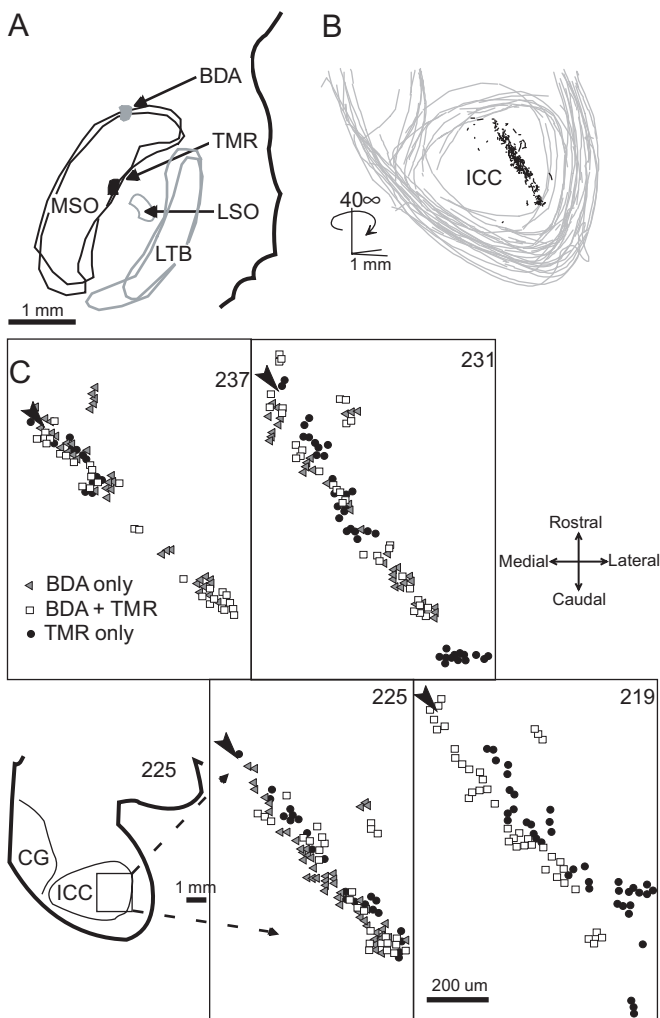 A
B
BDA
TMR
MSO
LSO
LTB
1 mm
ICC
40∞
1 mm
C
237
231
BDA only
BDA + TMR
TMR only
Rostral
Medial
Lateral
Caudal
225
CG
ICC
1 mm
225
219
200 um